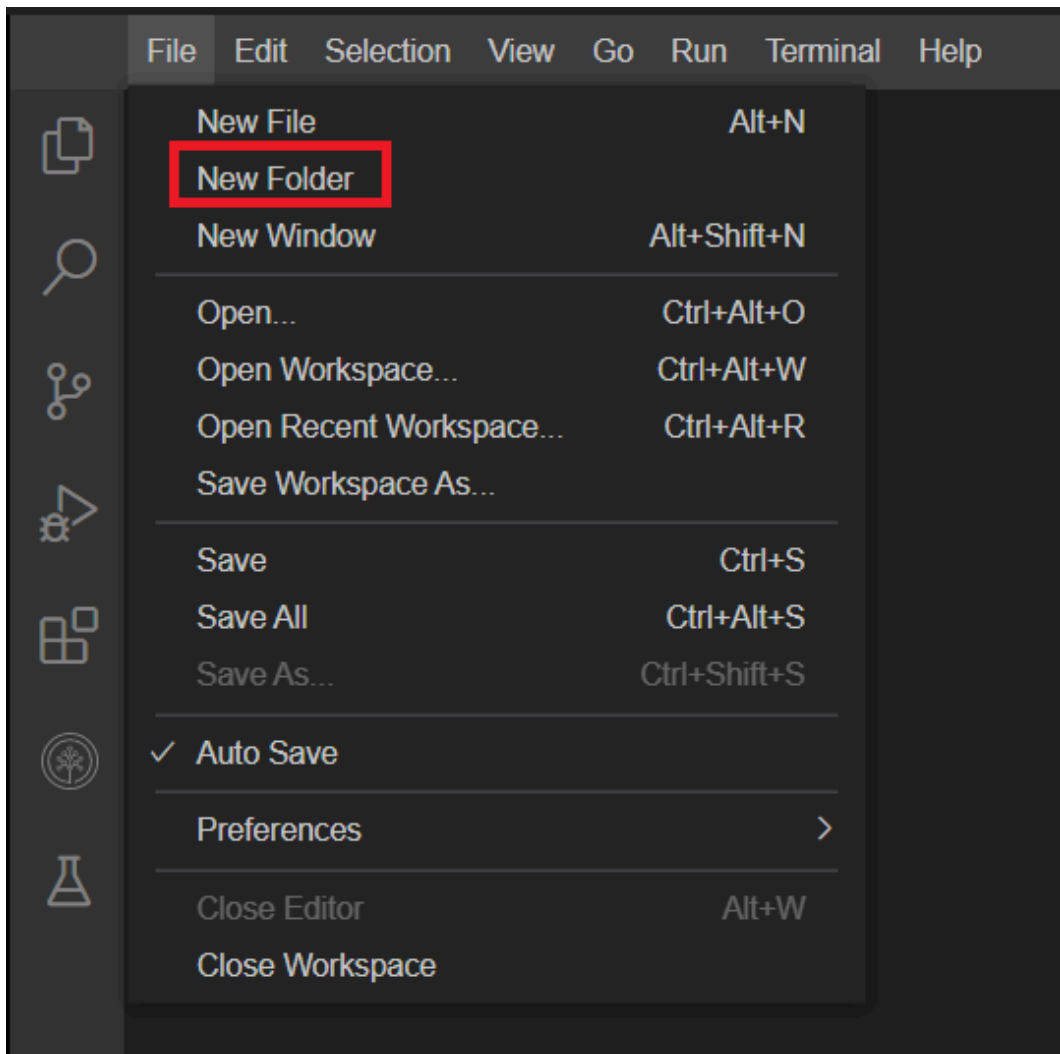 File Edit Selection View Go Run Terminal Help
New File Alt+N
New Folder
New Window Alt+Shift+N
Open... Ctrl+Alt+O
Open Workspace... Ctrl+Alt+W
Open Recent Workspace... Ctrl+Alt+R
Save Workspace As...
Save Ctrl+S
Save All Ctrl+Alt+S
Save As... Ctrl+Shift+S
Auto Save
Preferences
Close Editor Alt+W
Close Workspace